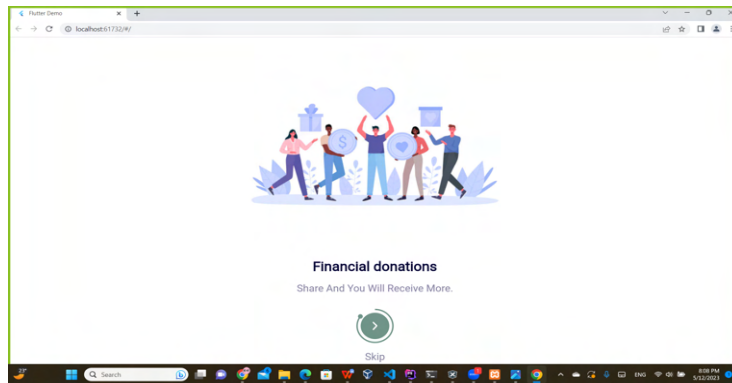 Flutter Demo
localhost:61732/#/
$
Financial donations
Share And You Will Receive More.
Skip
23°
Search
ENG
8:08 PM
5/12/2023